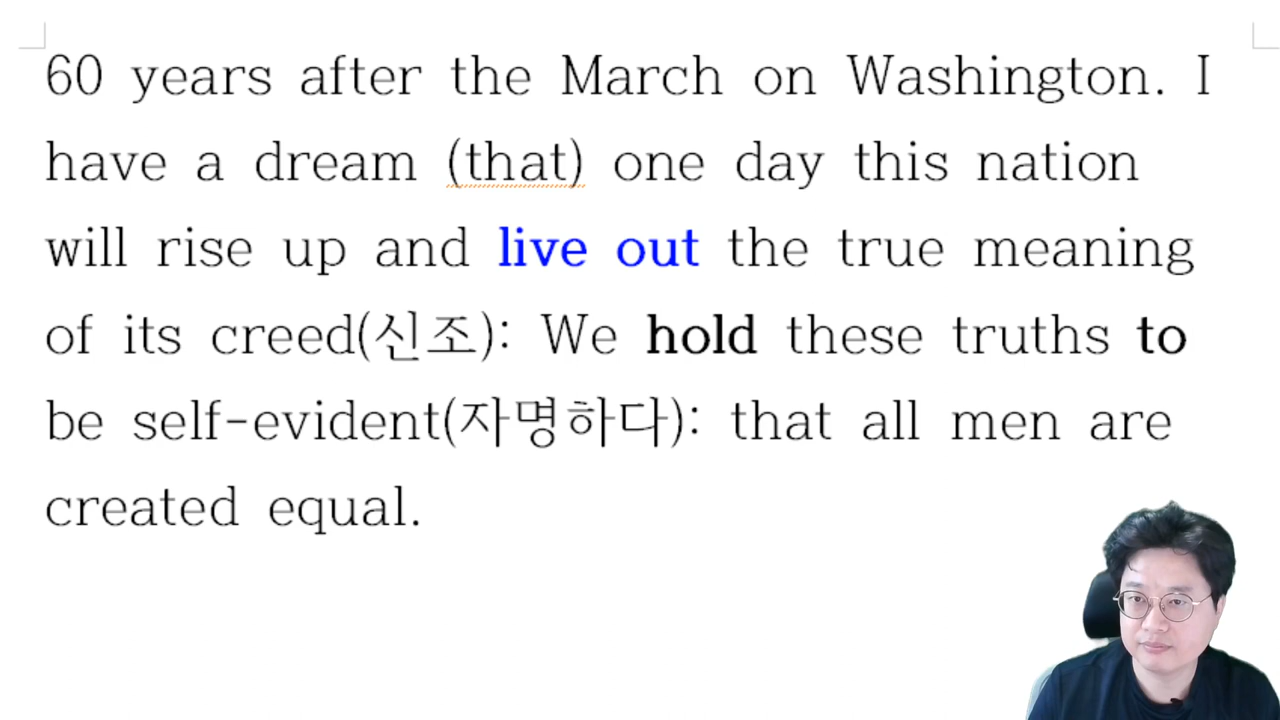 60 years after the March on Washington. I
have a dream (that) one day this nation
will rise up and live out the true meaning
of its creed(신조): We hold these truths to
be self-evident(자명하다): that all men are
created equal.